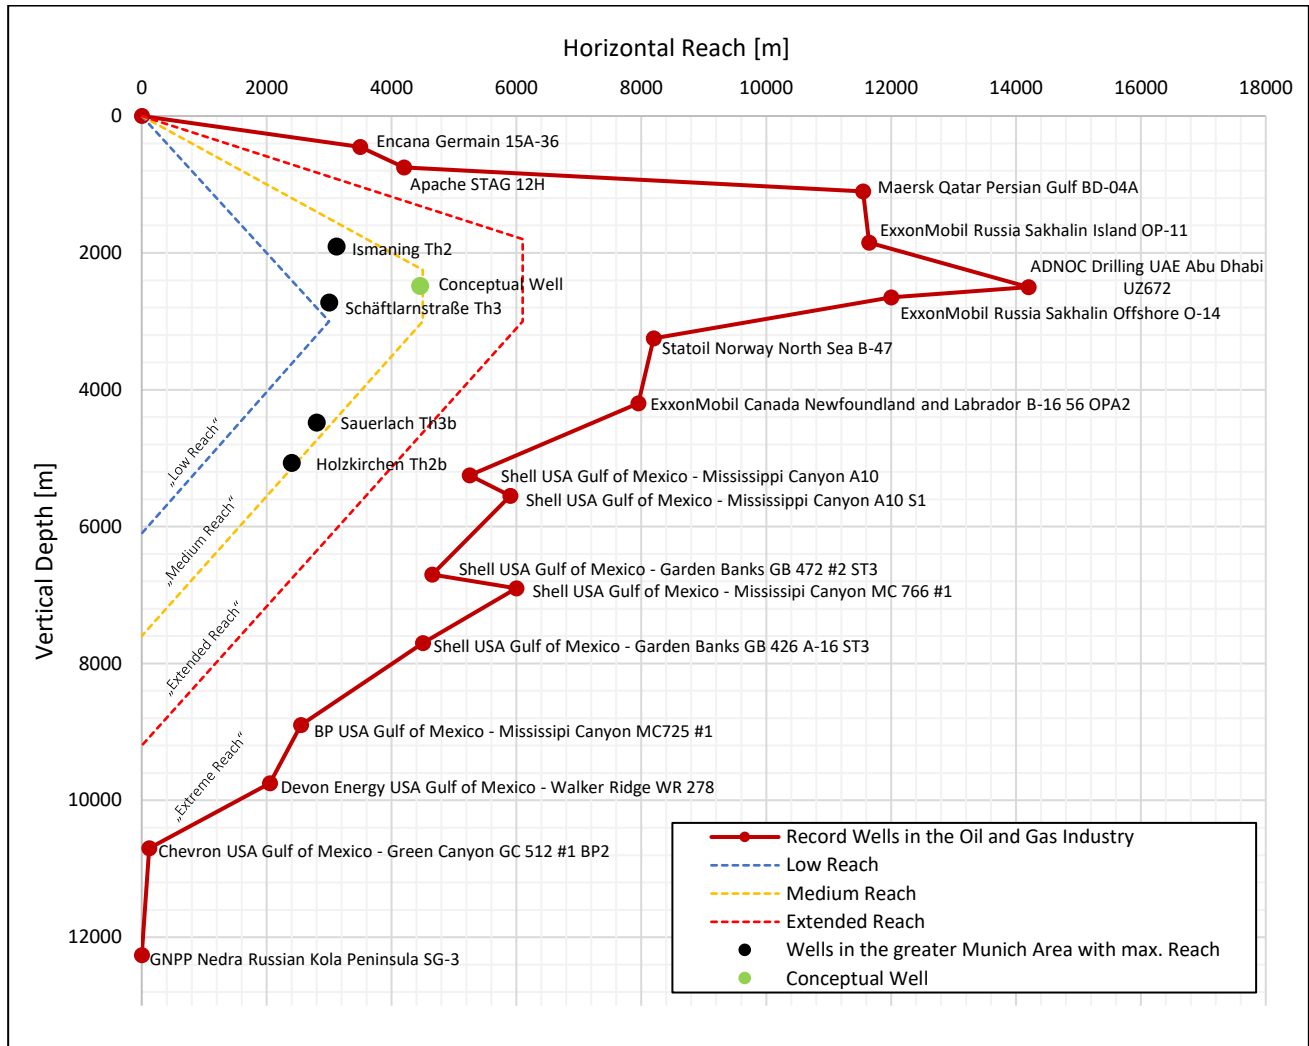 Horizontal Reach [m]
0 2000 4000 6000 8000 10000 12000 14000 16000 18000
0
Encana Germain 15A-36
Apache STAG 12H
Maersk Qatar Persian Gulf BD-04A
ExxonMobil Russia Sakhalin Island OP-11
Ismaning Th2
2000
ADNOC Drilling UAE Abu Dhabi
UZ672
Conceptual Well
Schäftlarnstraße Th3
ExxonMobil Russia Sakhalin Offshore O-14
Statoil Norway North Sea B-47
4000
ExxonMobil Canada Newfoundland and Labrador B-16 56 OPA2
Sauerlach Th3b
Holzkirchen Th2b
„Low Reach“
Shell USA Gulf of Mexico - Mississippi Canyon A10
Shell USA Gulf of Mexico - Mississippi Canyon A10 S1
6000
„Medium Reach“
Vertical Depth [m]
Shell USA Gulf of Mexico - Garden Banks GB 472 #2 ST3
Shell USA Gulf of Mexico - Mississipi Canyon MC 766 #1
„Extended Reach“
Shell USA Gulf of Mexico - Garden Banks GB 426 A-16 ST3
8000
BP USA Gulf of Mexico - Mississipi Canyon MC725 #1
„Extreme Reach“
Devon Energy USA Gulf of Mexico - Walker Ridge WR 278
10000
Chevron USA Gulf of Mexico - Green Canyon GC 512 #1 BP2
12000
GNPP Nedra Russian Kola Peninsula SG-3
Record Wells in the Oil and Gas Industry
Low Reach
Medium Reach
Extended Reach
Wells in the greater Munich Area with max. Reach
Conceptual Well